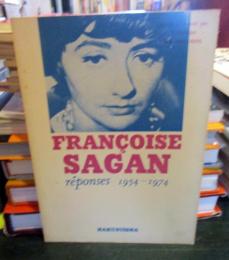 FRANÇOISE
SAGAN
réponses 1954-1974